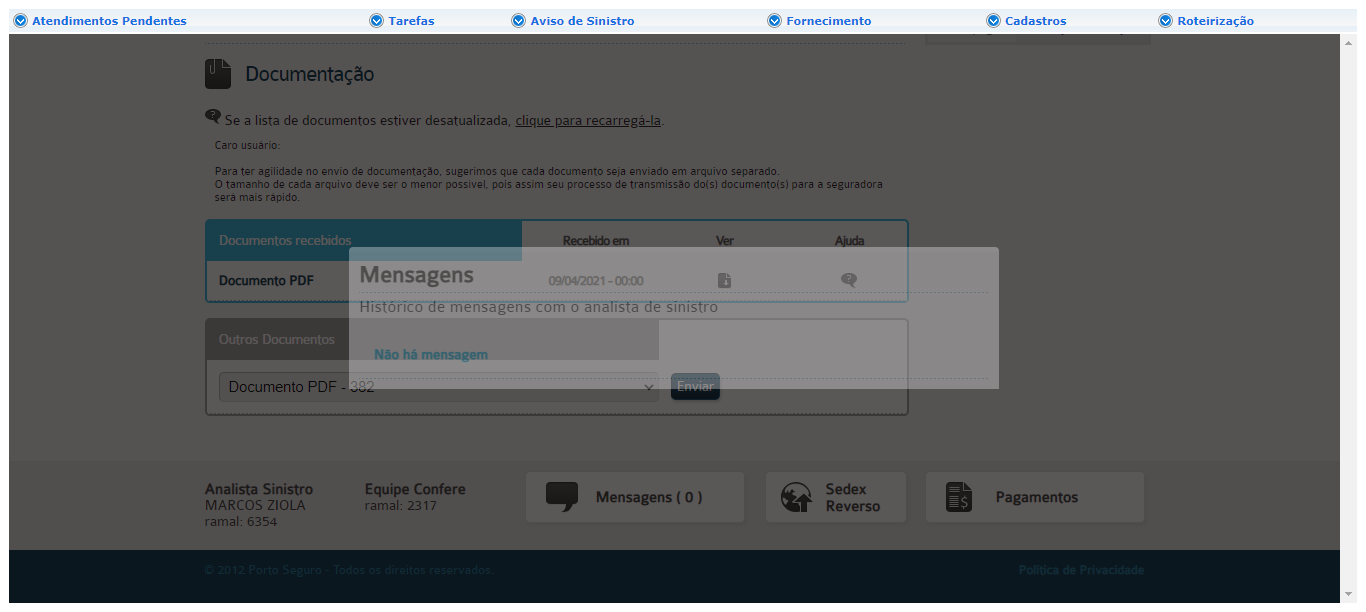 Atendimentos Pendentes
Tarefas
Aviso de Sinistro
Fornecimento
Cadastros
Roteirização
Documentação
Se a lista de documentos estiver desatualizada, clique para recarregá-la.
Caro usuário:
Para ter agilidade no envio de documentação, sugerimos que cada documento seja enviado em arquivo separado.
O tamanho de cada arquivo deve ser o menor possivel, pois assim seu processo de transmissão do(s) documento(s) para a seguradora
será mais rápido.
Documentos recebidos
Recebido em
Ver
Ajuda
Documento PDF
09/04/2021 - 00:00
Mensagens
Histórico de mensagens com o analista de sinistro
Não há mensagem
Outros Documentos
Documento PDF - 382
Enviar
Analista Sinistro
MARCOS ZIOLA
ramal: 6354
Equipe Confere
ramal: 2317
Mensagens ( 0 )
Sedex
Reverso
Pagamentos
© 2012 Porto Seguro - Todos os direitos reservados.
Política de Privacidade